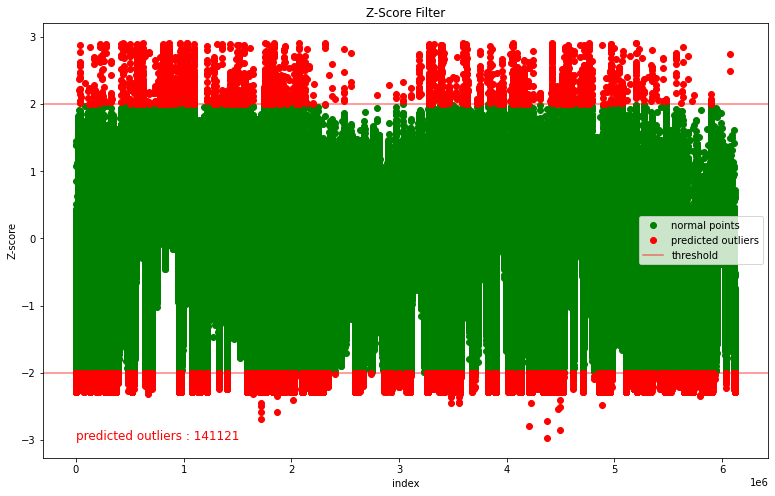 Z-Score Filter
3
2
1
0
−1
−2
−3
Z-score
normal points
predicted outliers
threshold
predicted outliers : 141121
0
1
2
3
4
5
6
1e6
index